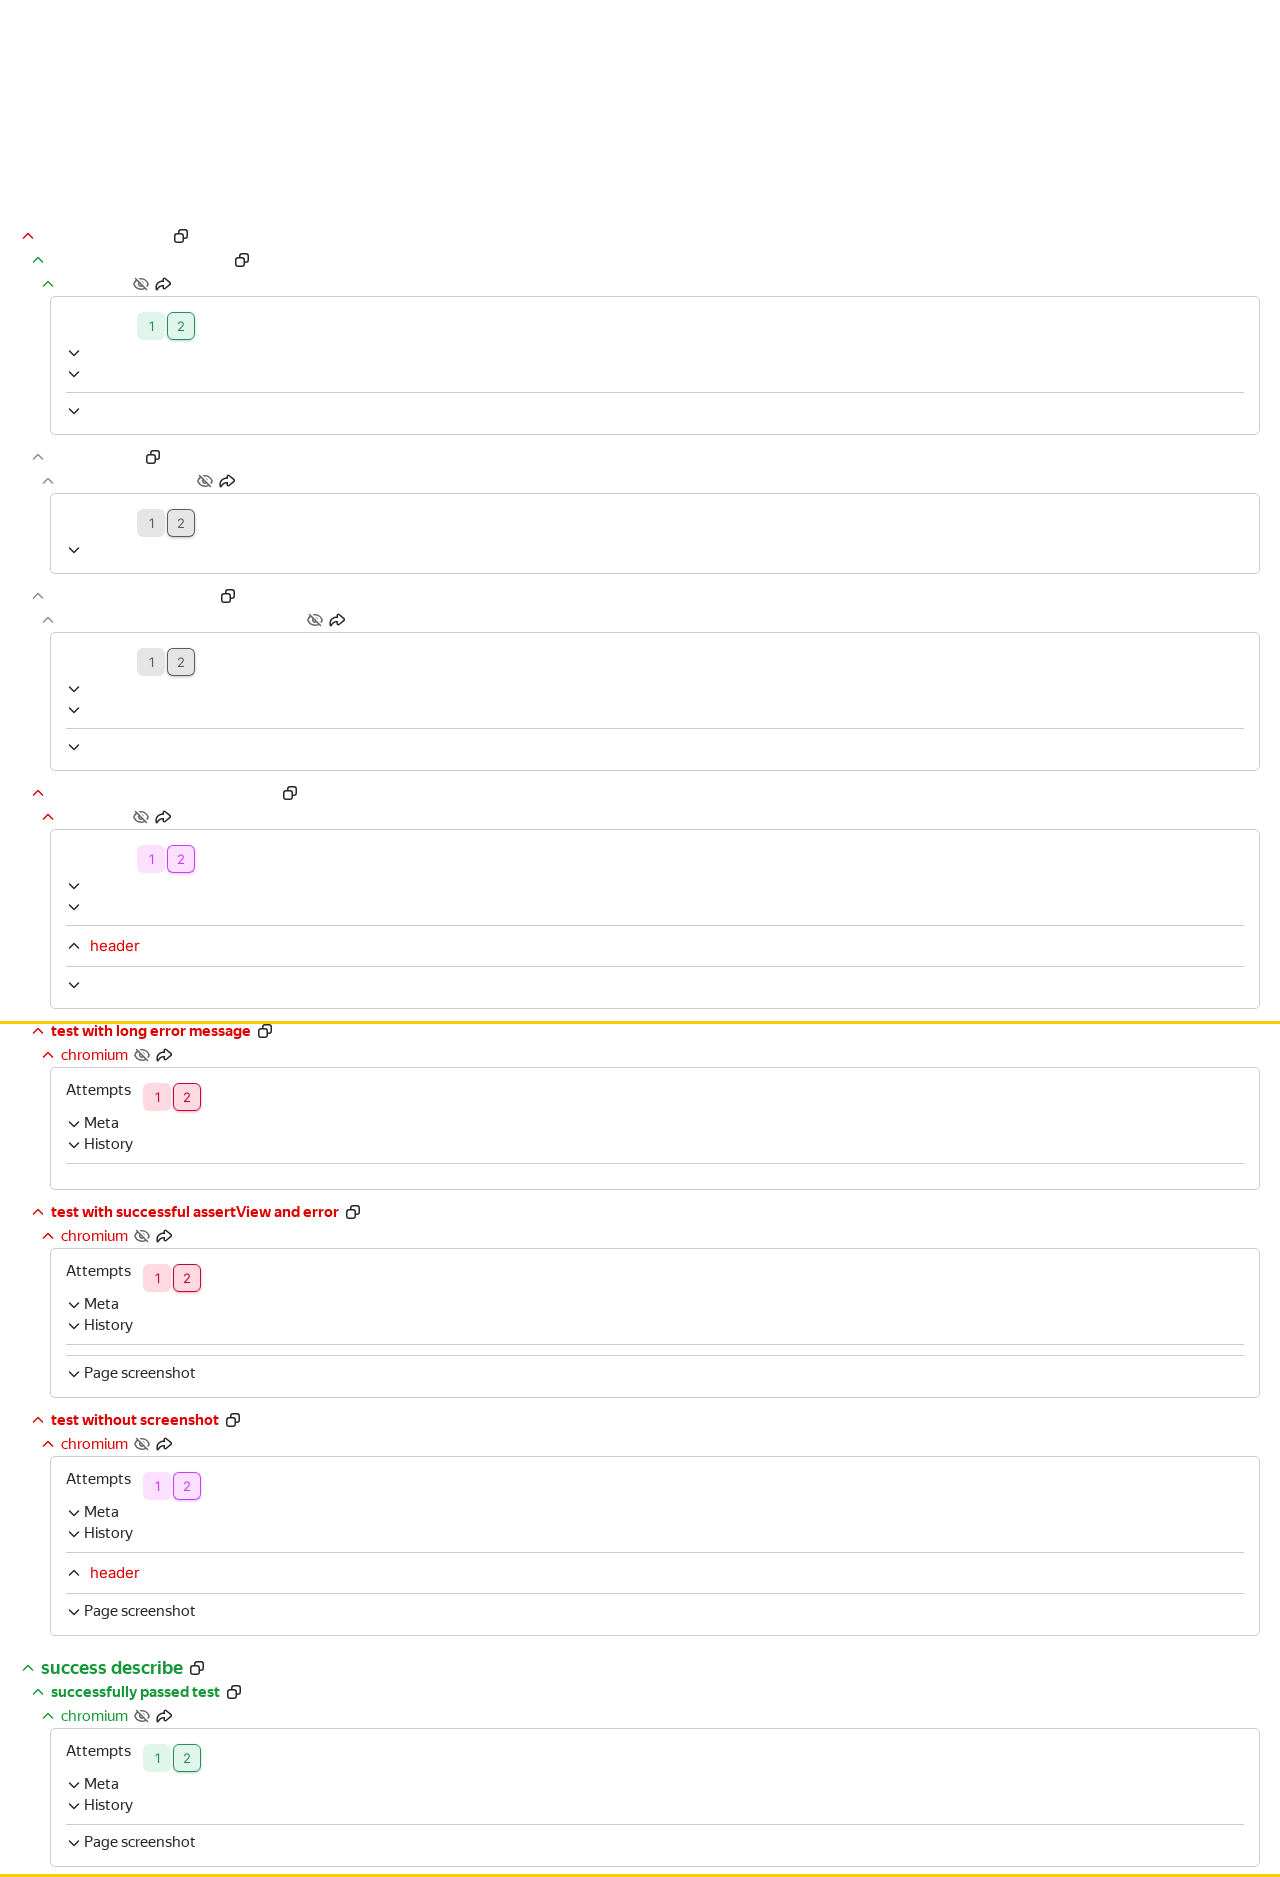 1 2
1 2
1 2
1 2
header
test with long error message
chromium
Attempts 1 2
Meta
History
test with successful assertView and error
chromium
Attempts 1 2
Meta
History
Page screenshot
test without screenshot
chromium
Attempts 1 2
Meta
History
header
Page screenshot
success describe
successfully passed test
chromium
Attempts 1 2
Meta
History
Page screenshot